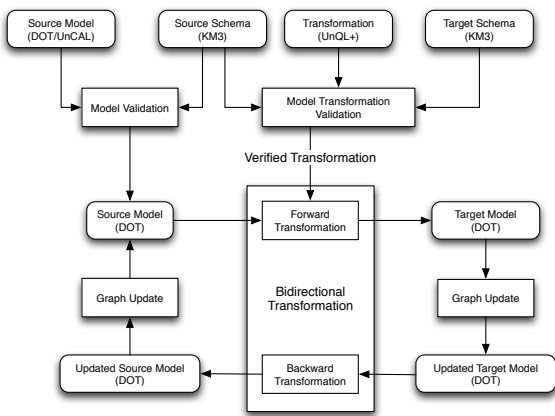 Source Model
(DOT/UnCAL)
Source Schema
(KM3)
Transformation
(UnQL+)
Target Schema
(KM3)
Model Validation
Model Transformation
Validation
Verified Transformation
Source Model
(DOT)
Forward
Transformation
Target Model
(DOT)
Graph Update
Bidirectional
Transformation
Graph Update
Updated Source Model
(DOT)
Backward
Transformation
Updated Target Model
(DOT)